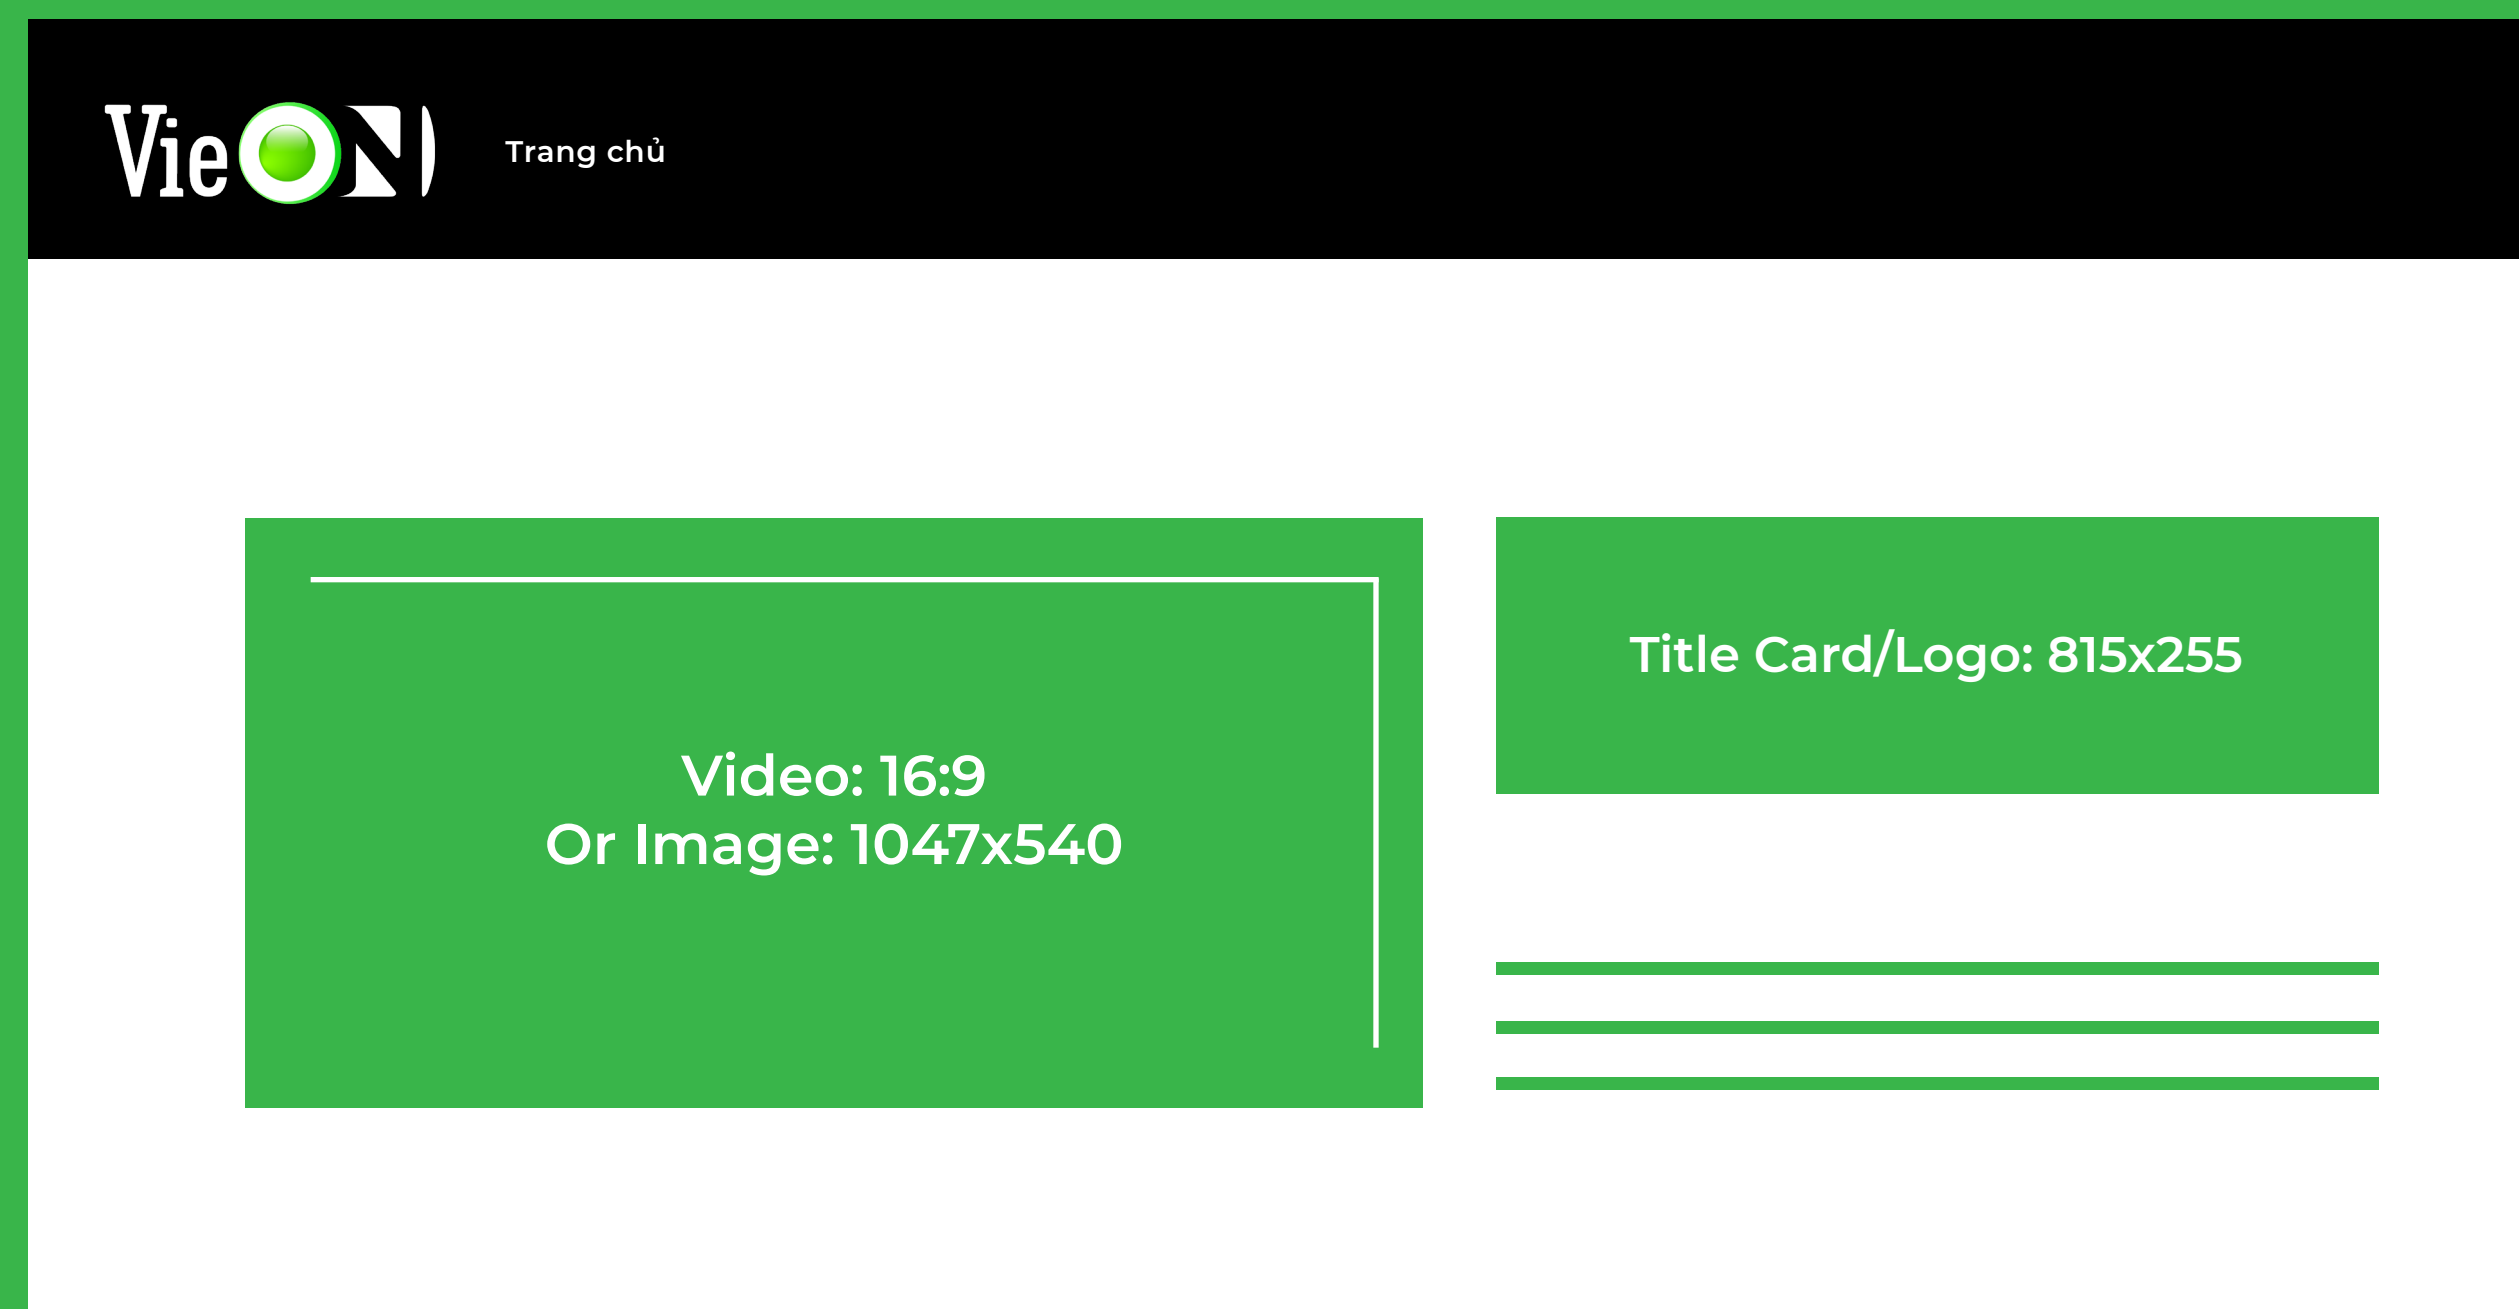 VieON
Trang chủ
Video: 16:9
Or Image: 1047x540
Title Card/Logo: 815x255